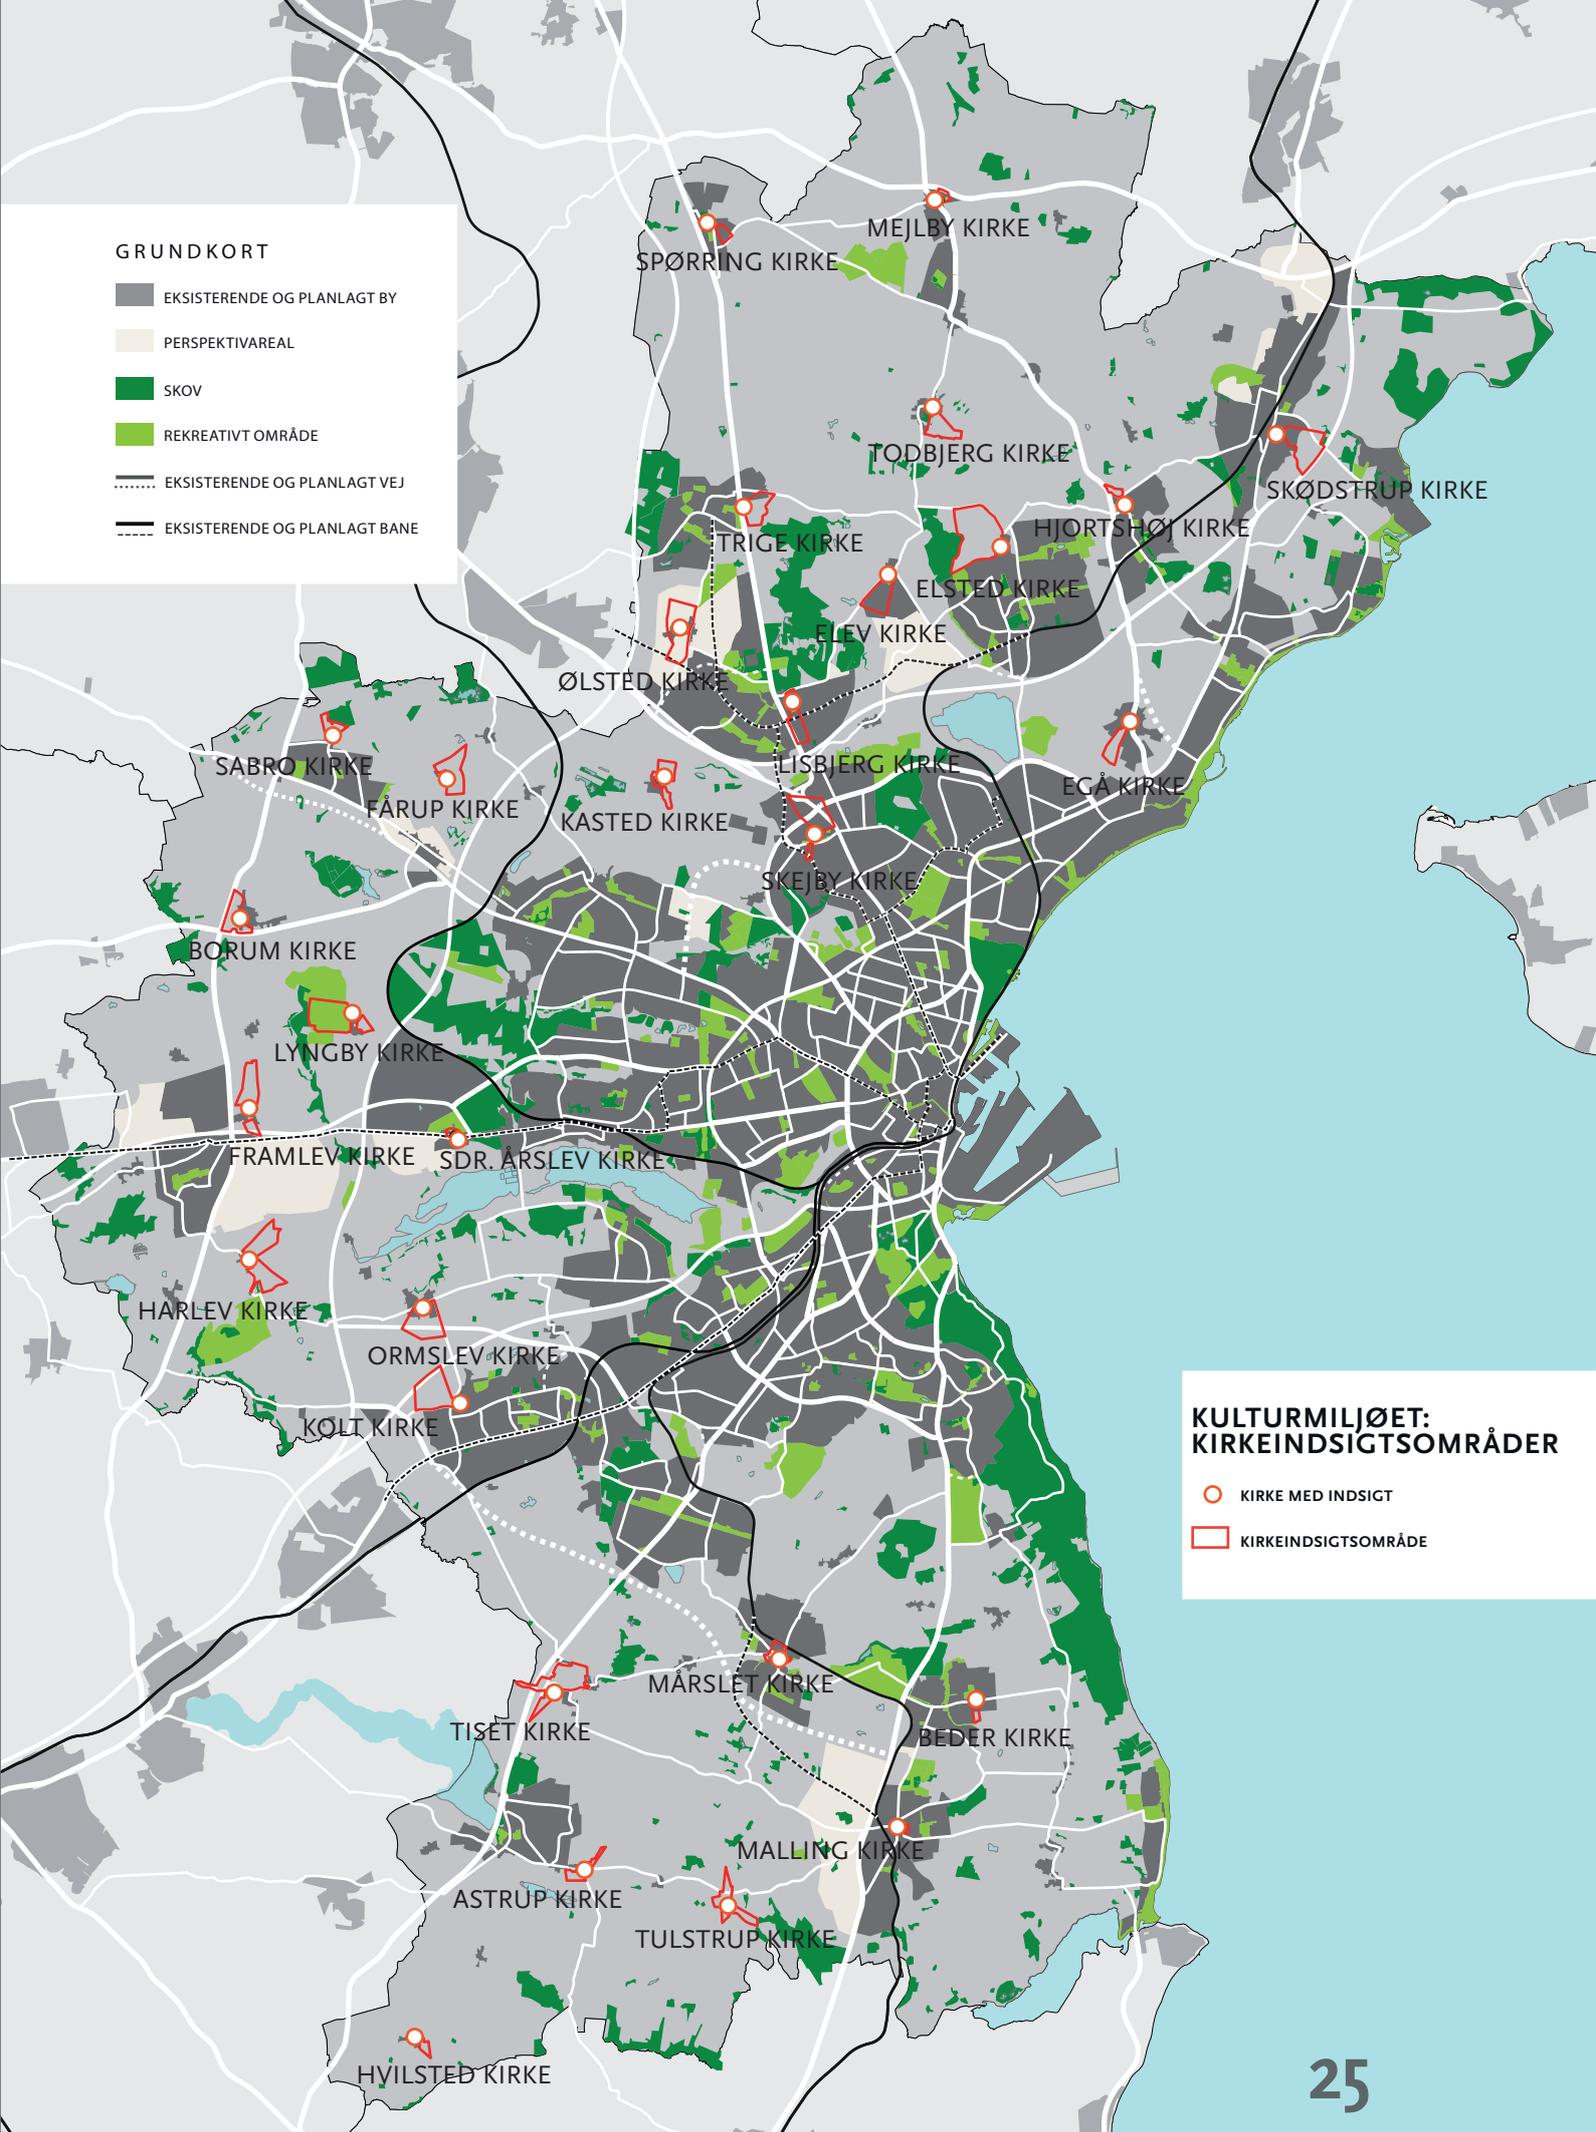 MEJLBY KIRKE
SPØRRING KIRKE
GRUNDKORT
EKSISTERENDE OG PLANLAGT BY
PERSPEKTIVAREAL
SKOV
REKREATIVT OMRÅDE
EKSISTERENDE OG PLANLAGT VEJ
EKSISTERENDE OG PLANLAGT BANE
TODBJERG KIRKE
SKØDSTRUP KIRKE
HJORTSHØJ KIRKE
TRIGE KIRKE
ELSTED KIRKE
ELEV KIRKE
ØLSTED KIRKE
LISBJERG KIRKE
SABRO KIRKE
EGÅ KIRKE
FÅRUP KIRKE
KASTED KIRKE
SKEJBY KIRKE
BORUM KIRKE
LYNGBY KIRKE
FRAMLEV KIRKE
SDR. ÅRSLEV KIRKE
HARLEV KIRKE
ORMSLEV KIRKE
KOLT KIRKE
KULTURMILJØET:
KIRKEINDSIGTSOMRÅDER
KIRKE MED INDSIGT
KIRKEINDSIGTSOMRÅDE
MÅRSLET KIRKE
TISET KIRKE
BEDER KIRKE
MALLING KIRKE
ASTRUP KIRKE
TULSTRUP KIRKE
HVILSTED KIRKE
25